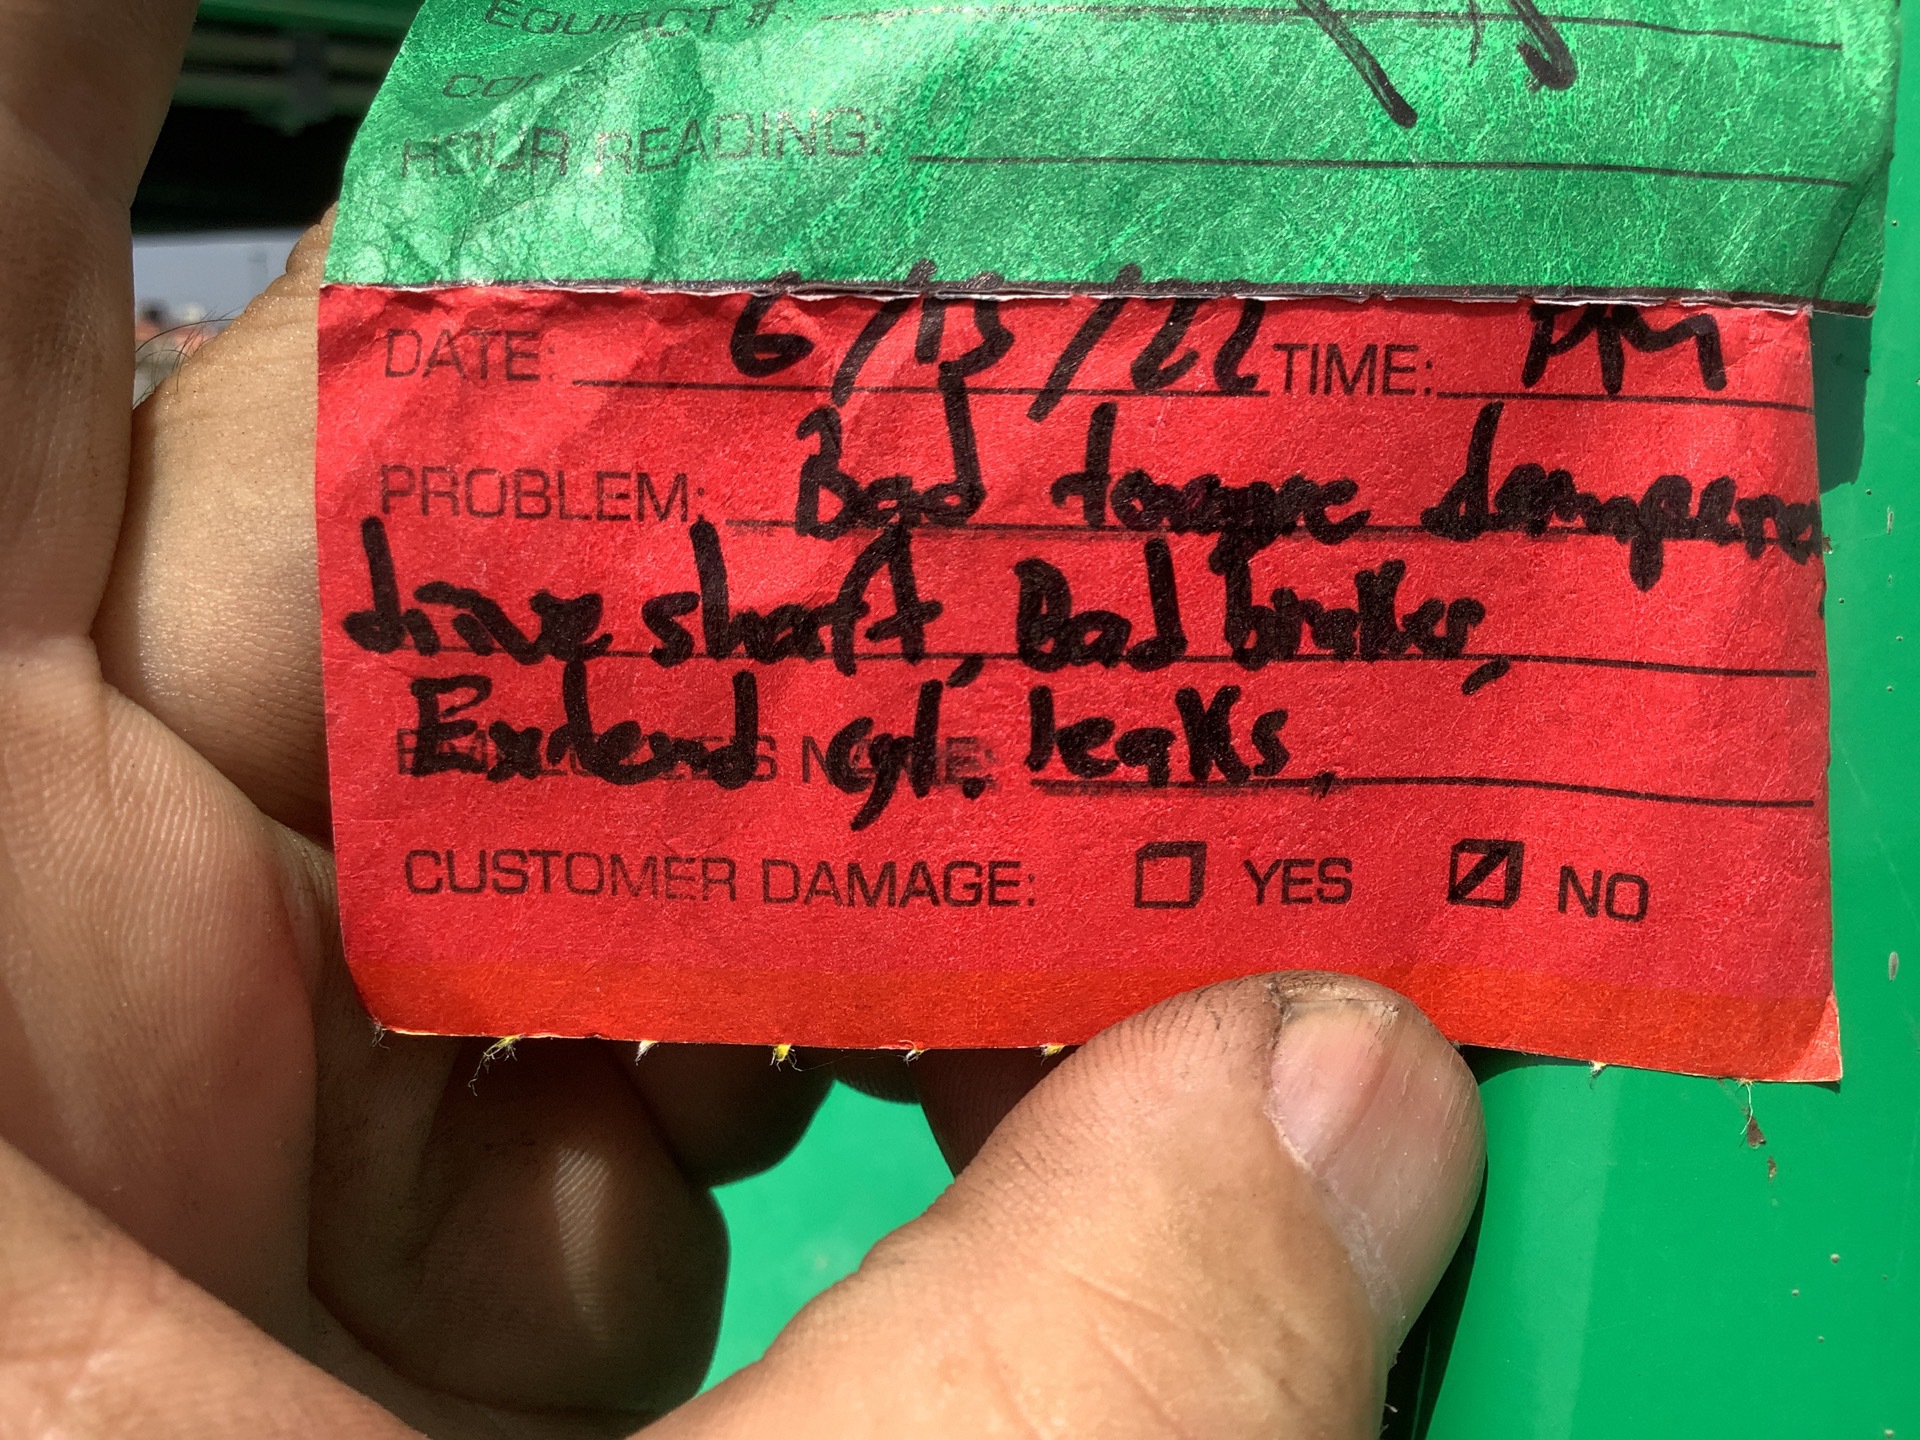 EQUIRCT #:
HOUR READING:
DATE: 6/13/22 TIME: PM
PROBLEM: Bad torque
drive shaft, Bad brakes,
Extend cyl. leaks,
CUSTOMER DAMAGE: YES NO